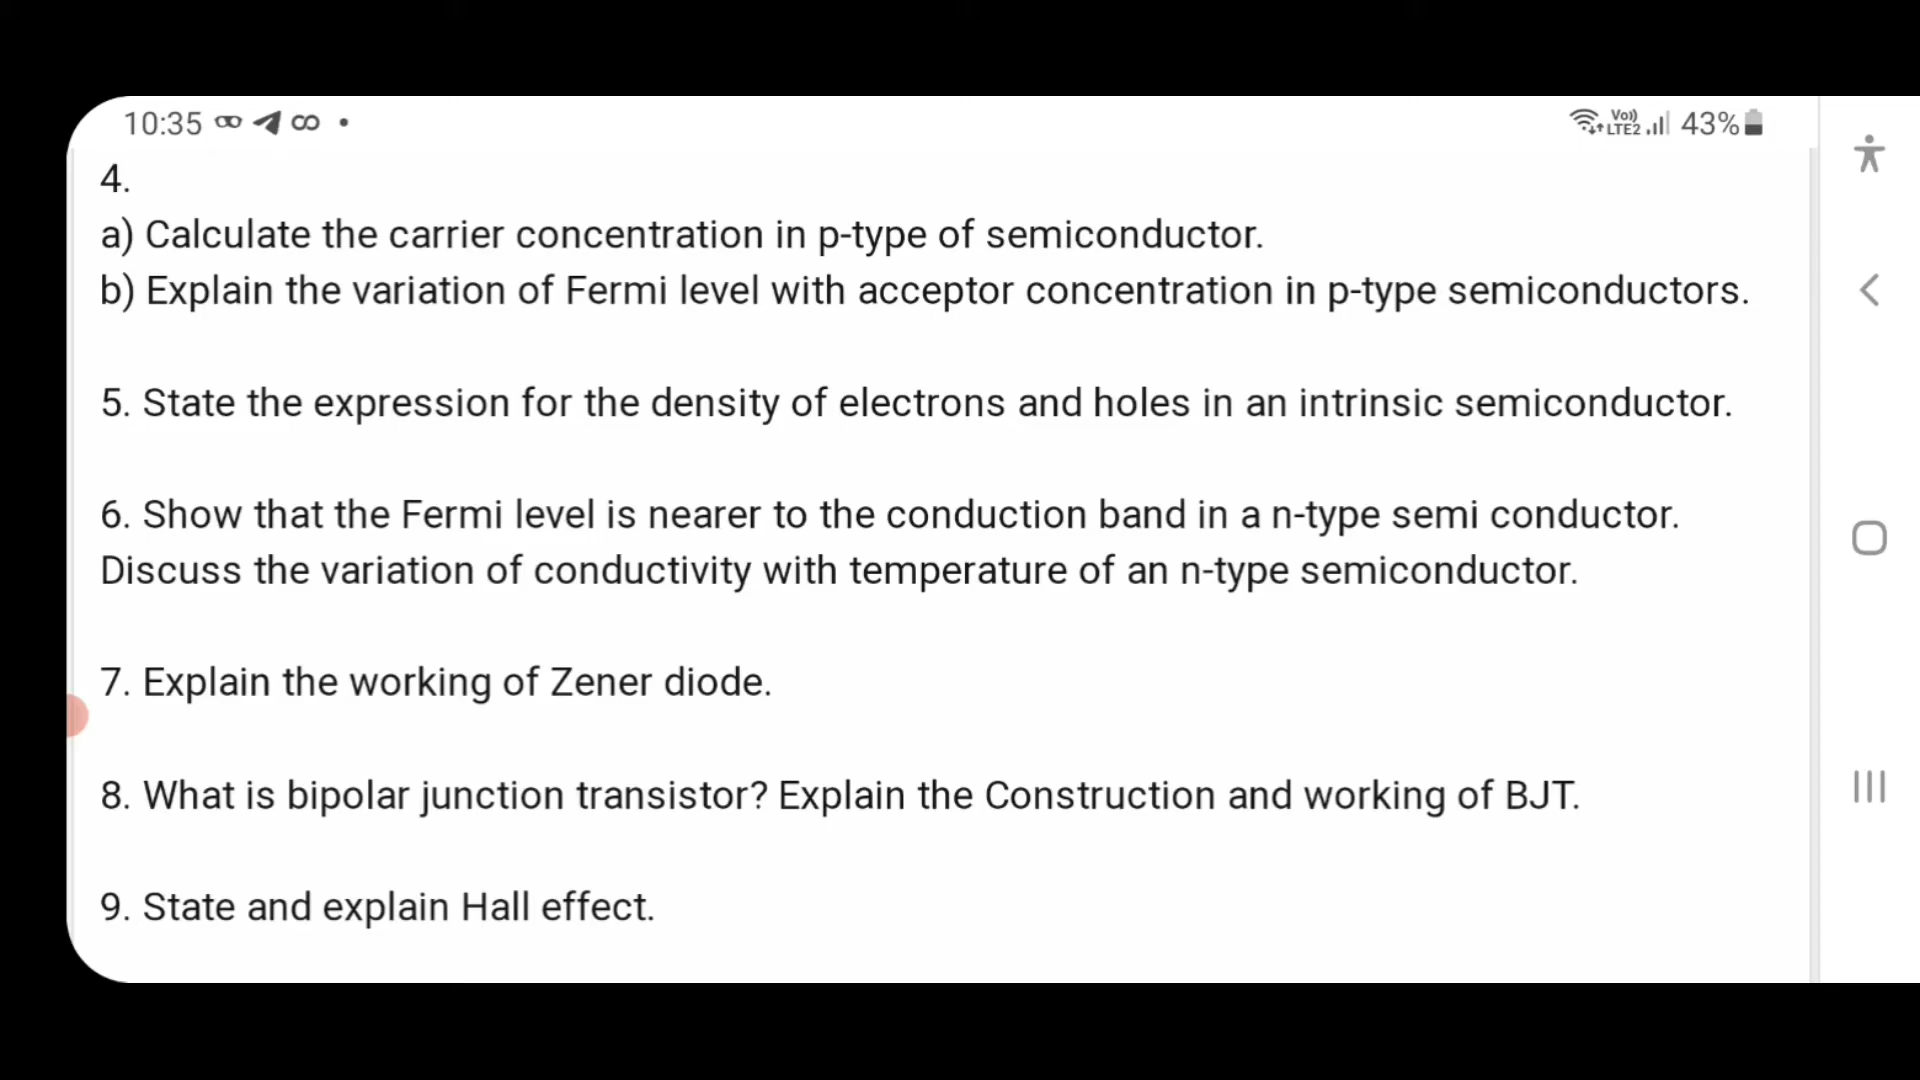 10:35
Vo)) LTE2 43%
4.
a) Calculate the carrier concentration in p-type of semiconductor.
b) Explain the variation of Fermi level with acceptor concentration in p-type semiconductors.
5. State the expression for the density of electrons and holes in an intrinsic semiconductor.
6. Show that the Fermi level is nearer to the conduction band in a n-type semi conductor.
Discuss the variation of conductivity with temperature of an n-type semiconductor.
7. Explain the working of Zener diode.
8. What is bipolar junction transistor? Explain the Construction and working of BJT.
9. State and explain Hall effect.